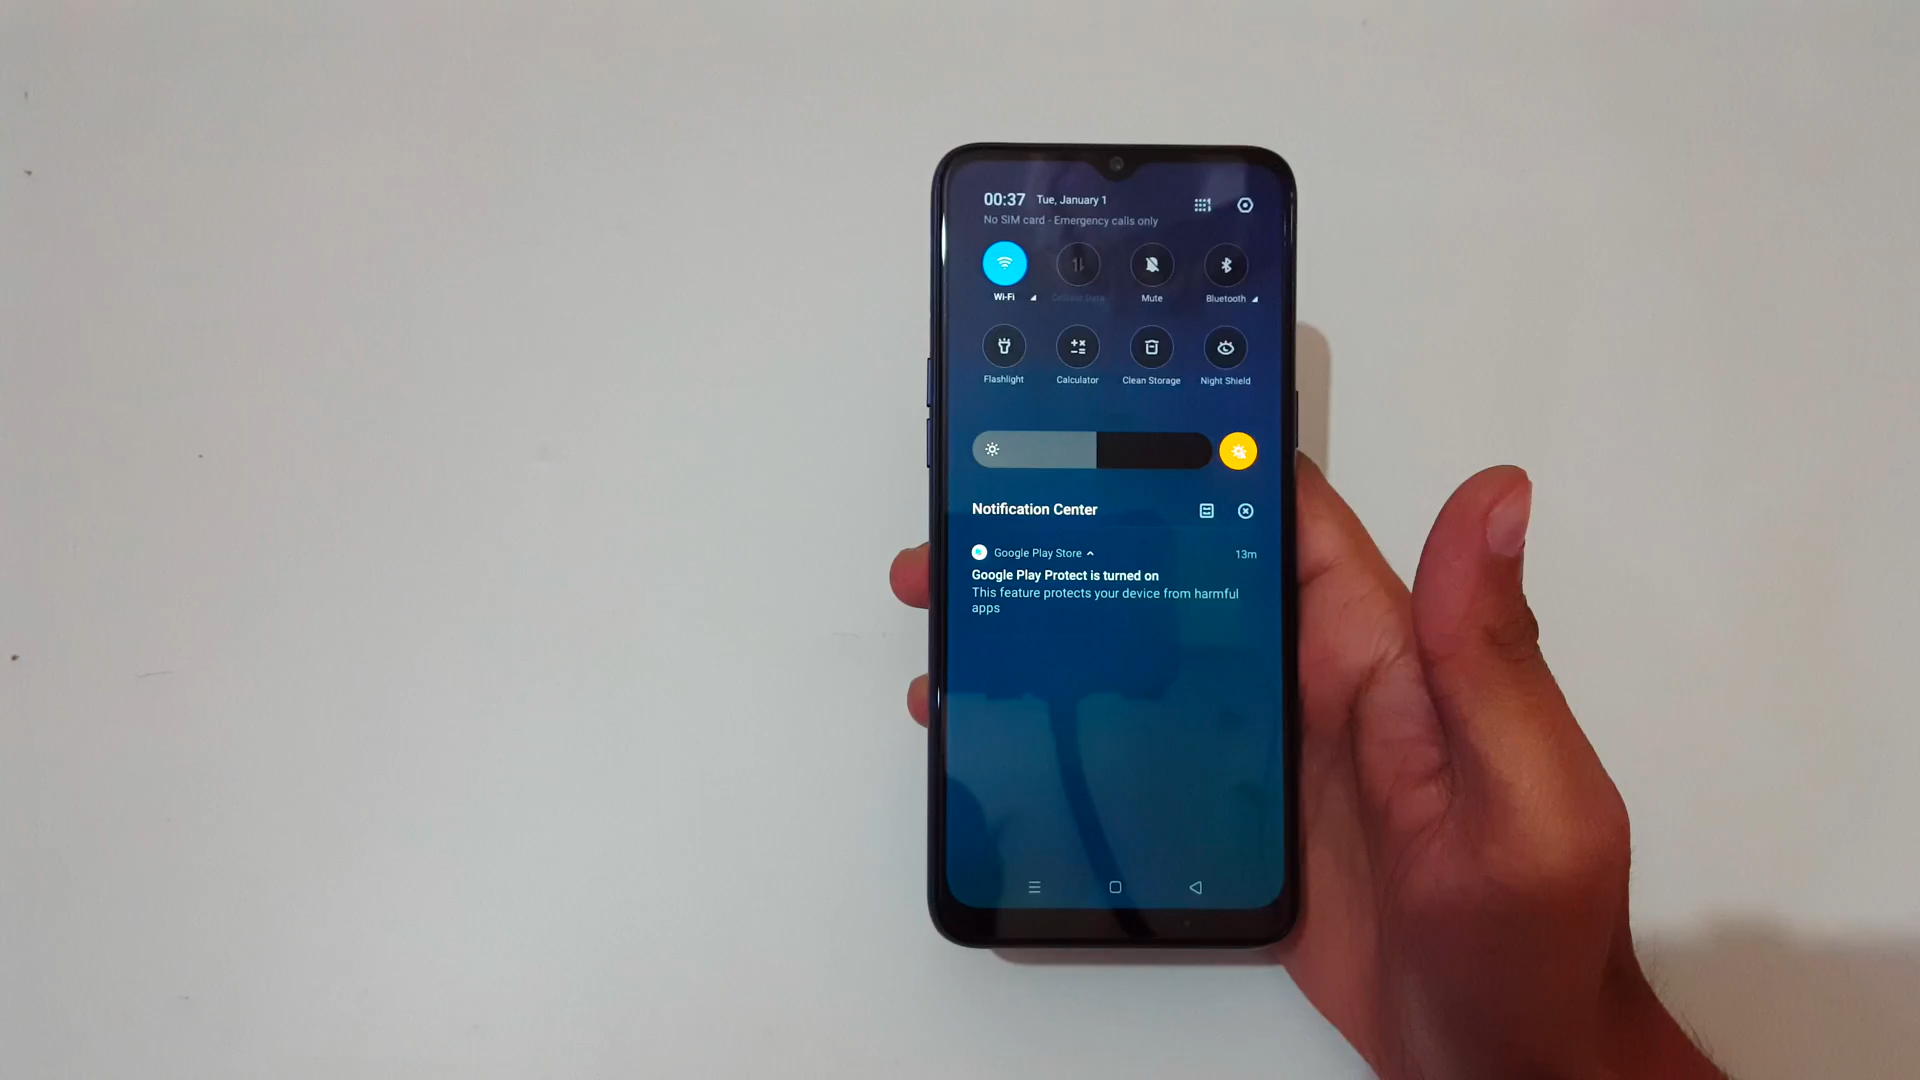 00:37 Tue, January 1
No SIM card - Emergency calls only
Wi-Fi Cellular Data Mute Bluetooth
Flashlight Calculator Clean Storage Night Shield
Notification Center
Google Play Store 13m
Google Play Protect is turned on
This feature protects your device from harmful
apps